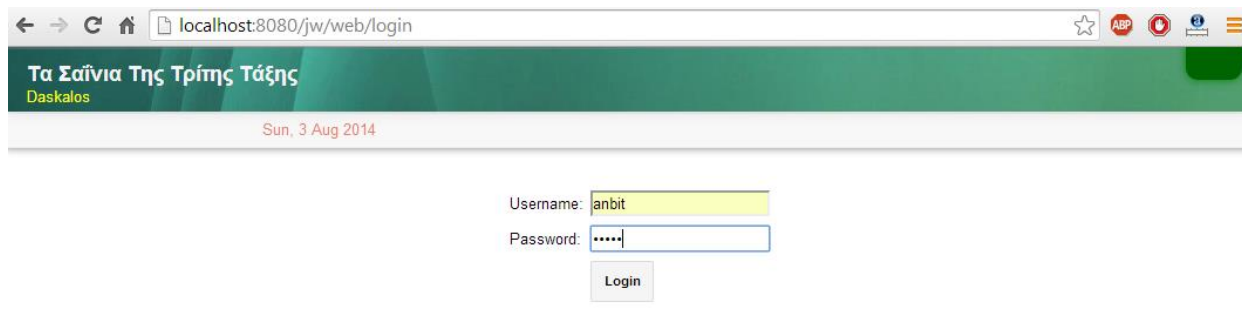 localhost:8080/jw/web/login
ABP
Τα Σαΐνια Της Τρίτης Τάξης
Daskalos
Sun, 3 Aug 2014
Username: anbit
Password: •••••
Login